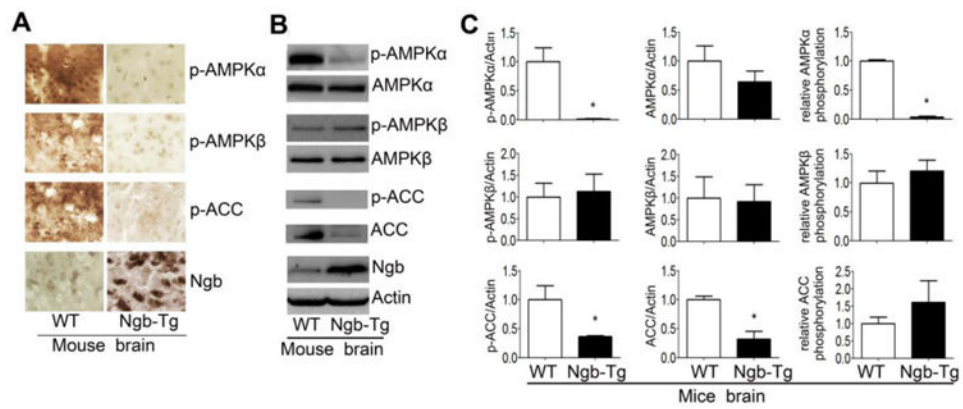 A
p-AMPKα
p-AMPKβ
p-ACC
Ngb
WT Ngb-Tg
Mouse brain
B
p-AMPKα
AMPKα
p-AMPKβ
AMPKβ
p-ACC
ACC
Ngb
Actin
WT Ngb-Tg
Mouse brain
C
p-AMPKα/Actin
1.5
1.0
0.5
0.0
*
AMPKα/Actin
1.5
1.0
0.5
0.0
relative AMPKα
phosphorylation
1.5
1.0
0.5
0.0
*
p-AMPKβ/Actin
2.0
1.5
1.0
0.5
0.0
AMPKβ/Actin
2.0
1.5
1.0
0.5
0.0
relative AMPKβ
phosphorylation
1.5
1.0
0.5
0.0
p-ACC/Actin
1.5
1.0
0.5
0.0
*
WT Ngb-Tg
ACC/Actin
1.5
1.0
0.5
0.0
*
WT Ngb-Tg
relative ACC
phosphorylation
2.5
2.0
1.5
1.0
0.5
0.0
WT Ngb-Tg
Mice brain